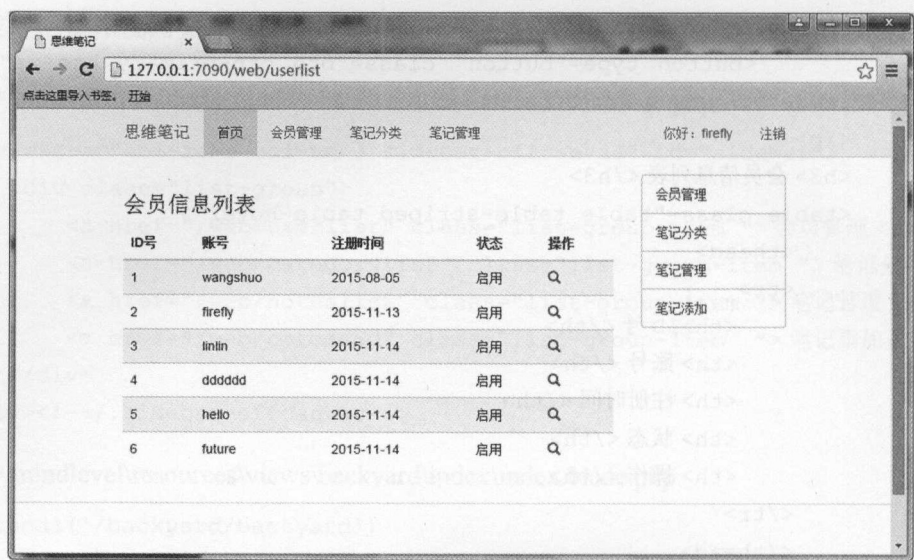 思维笔记
127.0.0.1:7090/web/userlist
点击这里导入书签。 开始
思维笔记 首页 会员管理 笔记分类 笔记管理 你好：firefly 注销
会员信息列表
ID号 账号 注册时间 状态 操作
1 wangshuo 2015-08-05 启用
2 firefly 2015-11-13 启用
3 linlin 2015-11-14 启用
4 dddddd 2015-11-14 启用
5 hello 2015-11-14 启用
6 future 2015-11-14 启用
会员管理
笔记分类
笔记管理
笔记添加